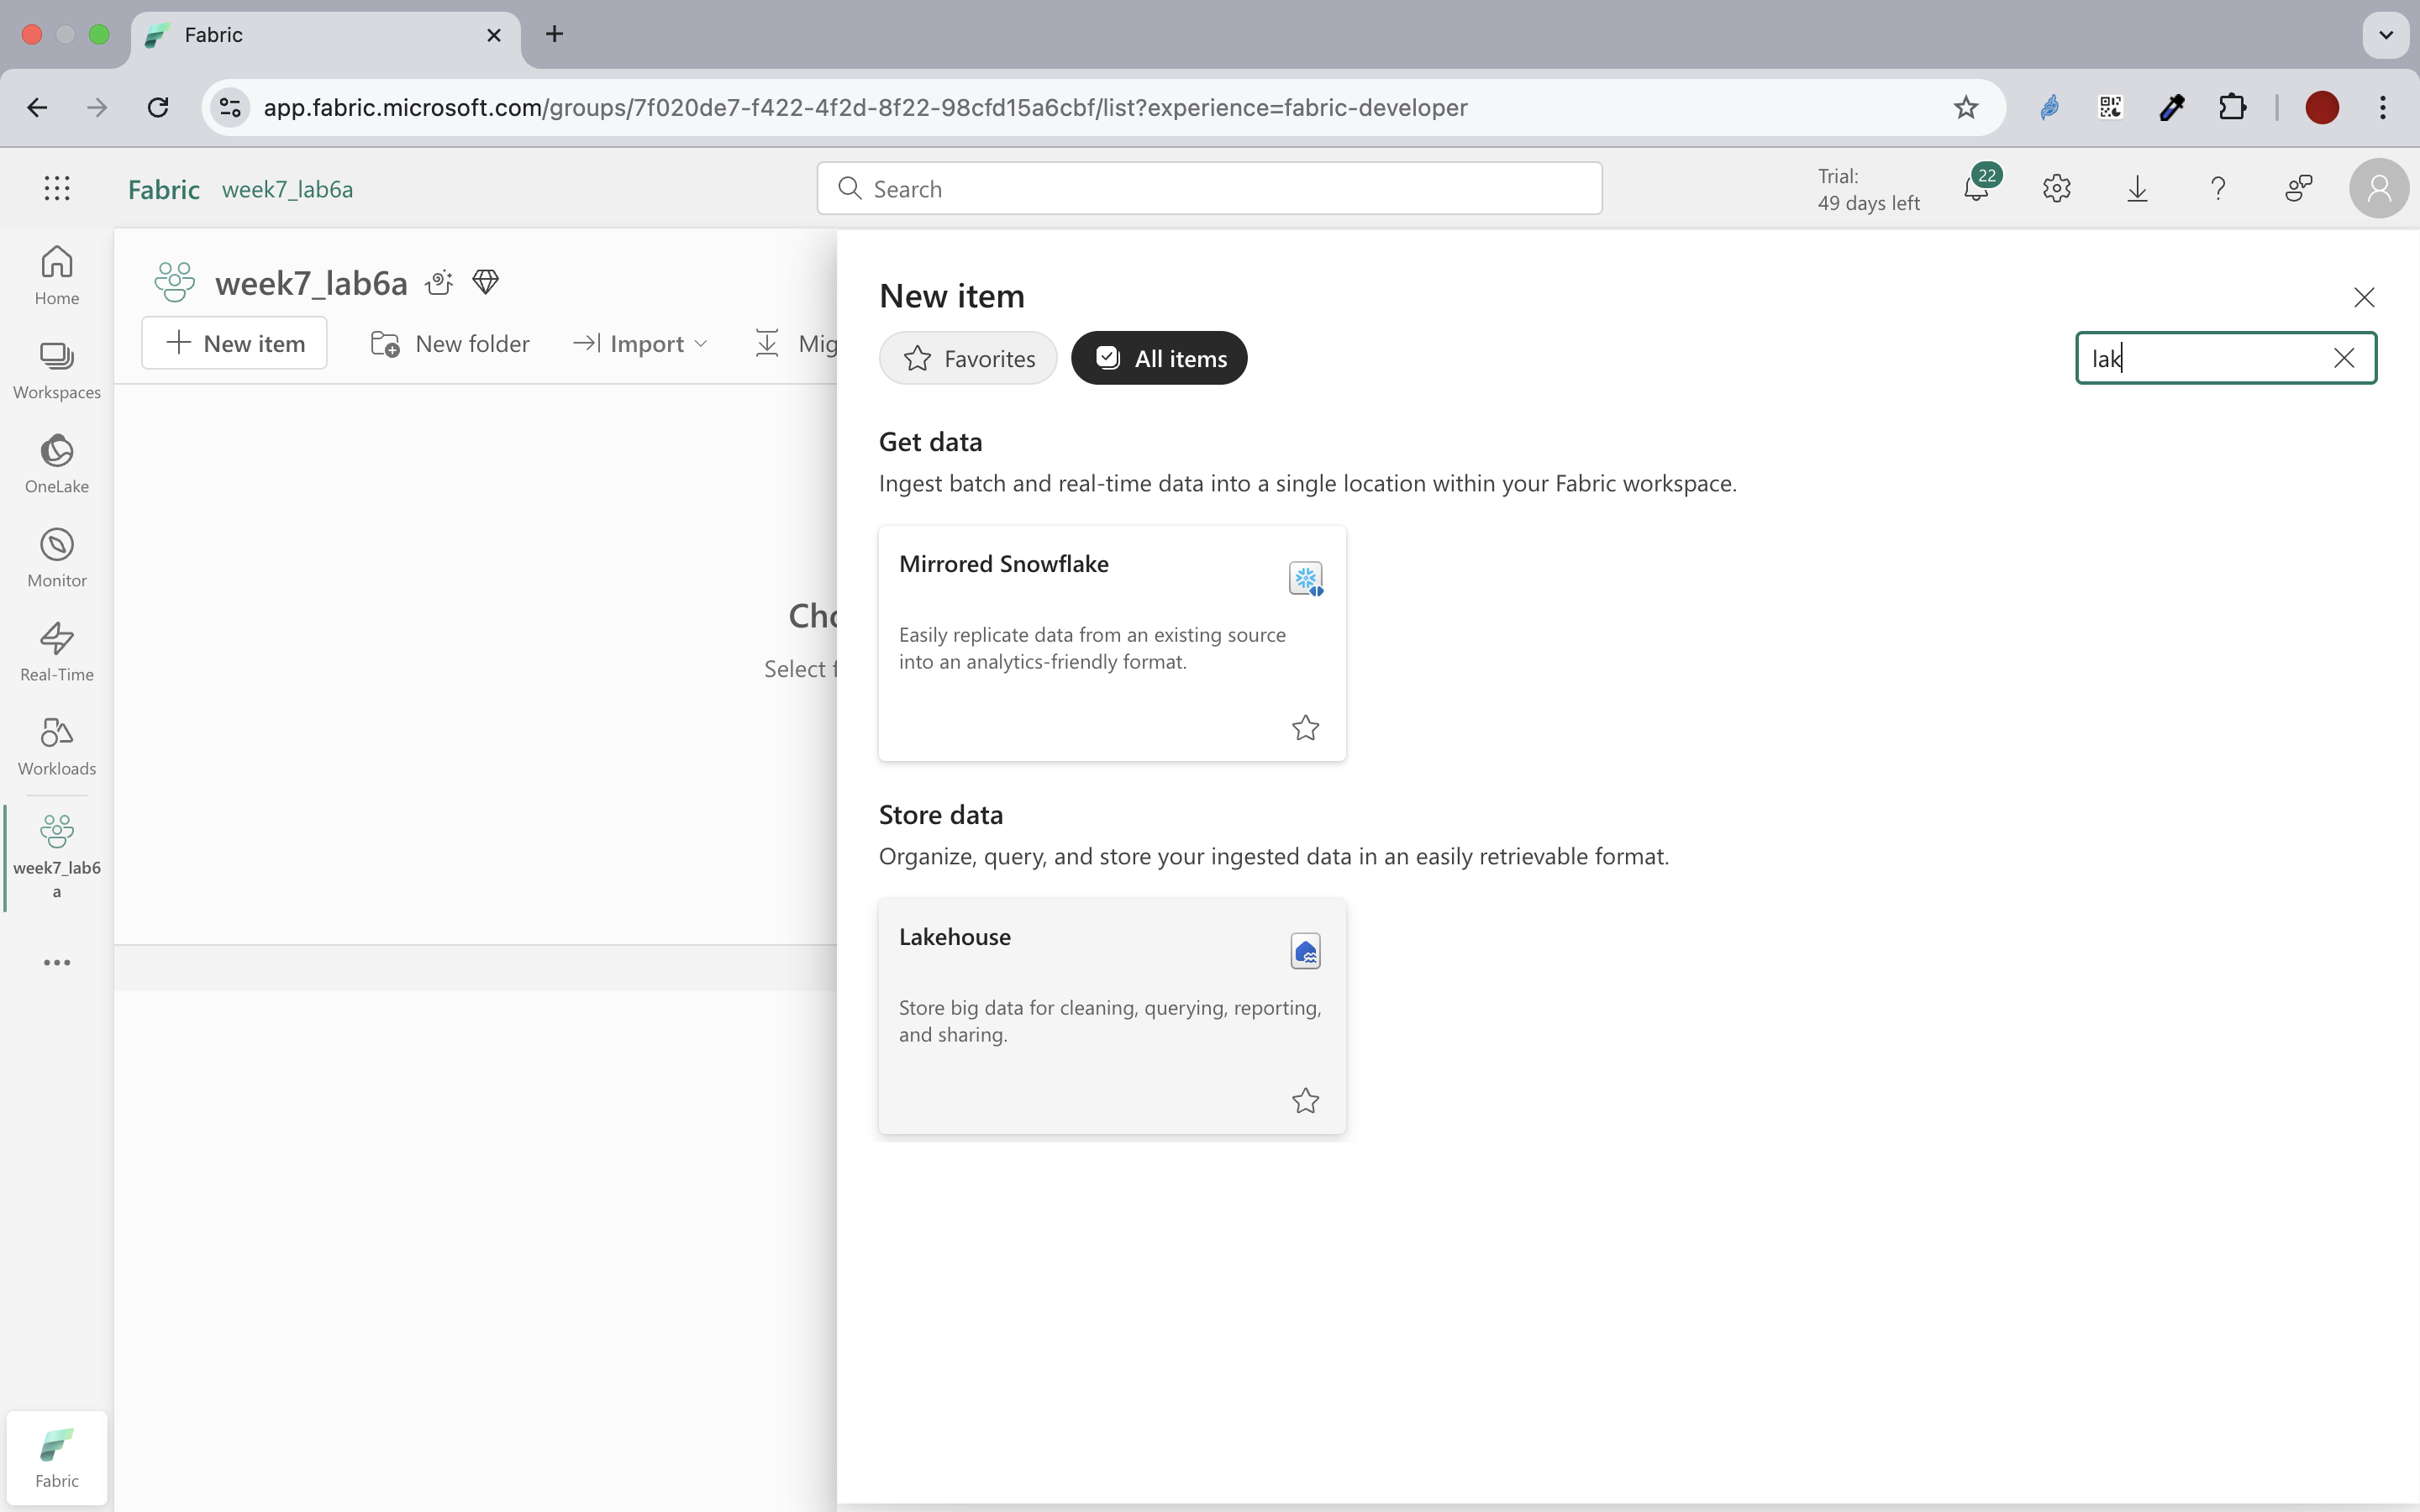 Fabric
app.fabric.microsoft.com/groups/7f020de7-f422-4f2d-8f22-98cfd15a6cbf/list?experience=fabric-developer
Fabric week7_lab6a
Search
Trial:
49 days left
22
Home
Workspaces
OneLake
Monitor
Real-Time
Workloads
week7_lab6
a
Fabric
week7_lab6a
New item
New folder
Import
Mig
Cho
Select f
New item
Favorites
All items
lak
Get data
Ingest batch and real-time data into a single location within your Fabric workspace.
Mirrored Snowflake
Easily replicate data from an existing source
into an analytics-friendly format.
Store data
Organize, query, and store your ingested data in an easily retrievable format.
Lakehouse
Store big data for cleaning, querying, reporting,
and sharing.